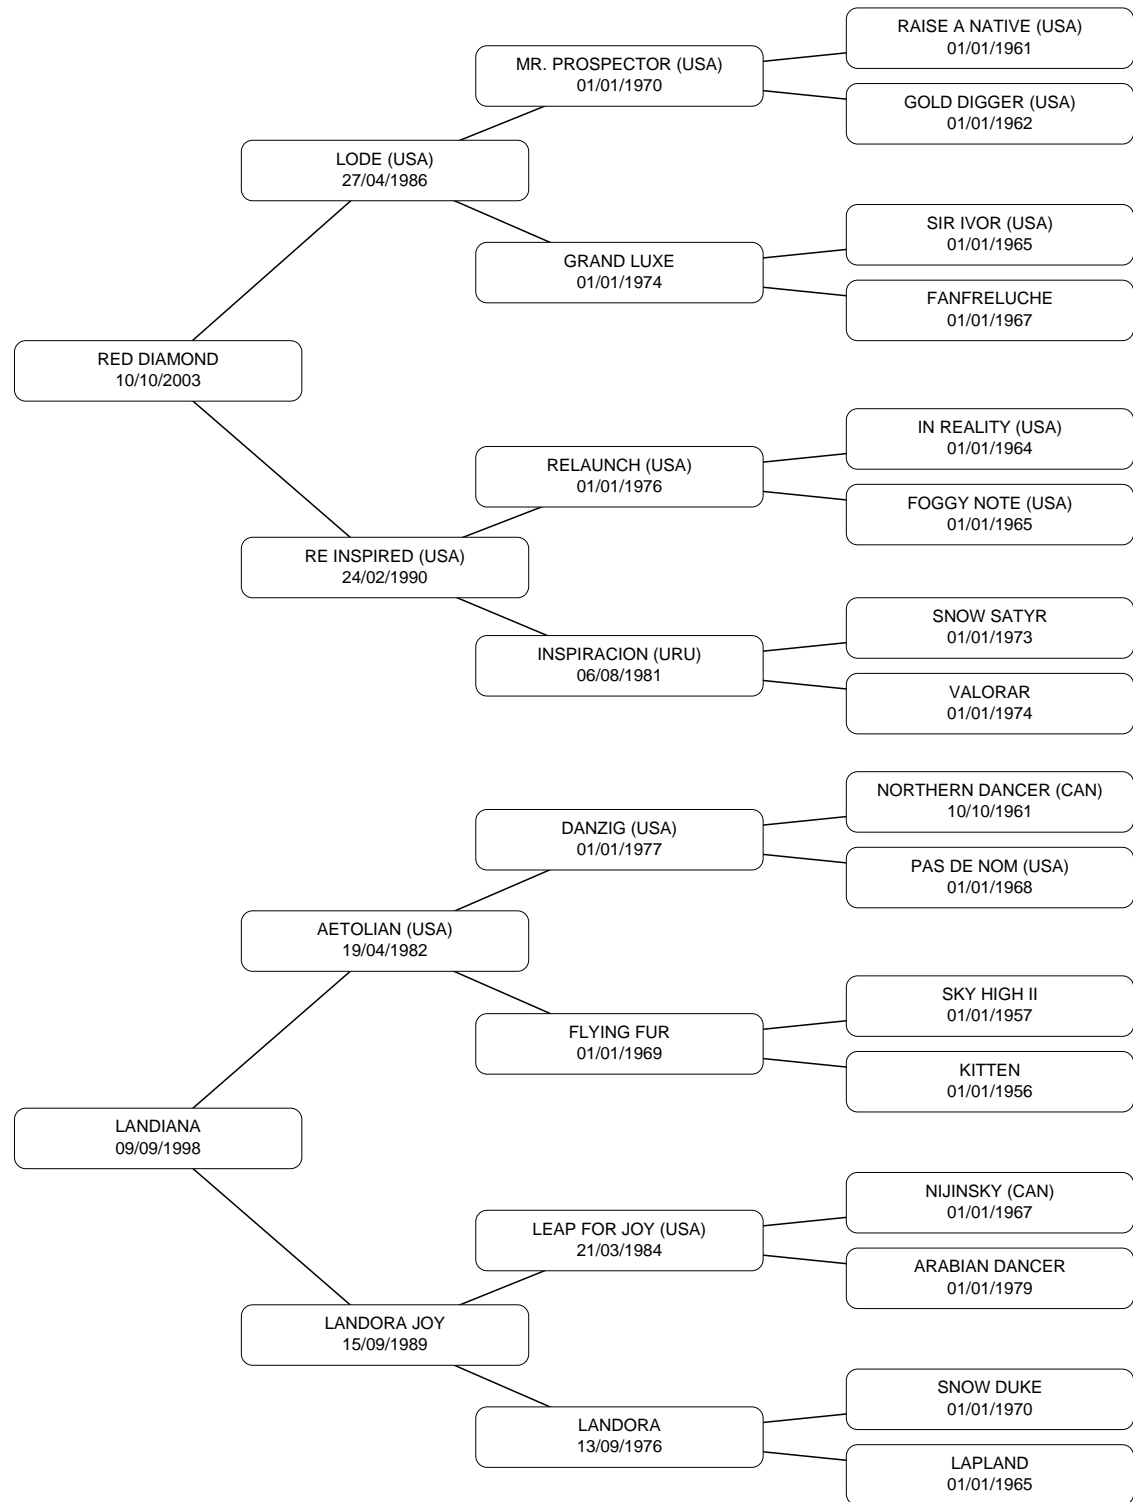 RAISE A NATIVE (USA)
01/01/1961
MR. PROSPECTOR (USA)
01/01/1970
GOLD DIGGER (USA)
01/01/1962
LODE (USA)
27/04/1986
SIR IVOR (USA)
01/01/1965
GRAND LUXE
01/01/1974
FANFRELUCHE
01/01/1967
RED DIAMOND
10/10/2003
IN REALITY (USA)
01/01/1964
RELAUNCH (USA)
01/01/1976
FOGGY NOTE (USA)
01/01/1965
RE INSPIRED (USA)
24/02/1990
SNOW SATYR
01/01/1973
INSPIRACION (URU)
06/08/1981
VALORAR
01/01/1974
NORTHERN DANCER (CAN)
10/10/1961
DANZIG (USA)
01/01/1977
PAS DE NOM (USA)
01/01/1968
AETOLIAN (USA)
19/04/1982
SKY HIGH II
01/01/1957
FLYING FUR
01/01/1969
KITTEN
01/01/1956
LANDIANA
09/09/1998
NIJINSKY (CAN)
01/01/1967
LEAP FOR JOY (USA)
21/03/1984
ARABIAN DANCER
01/01/1979
LANDORA JOY
15/09/1989
SNOW DUKE
01/01/1970
LANDORA
13/09/1976
LAPLAND
01/01/1965